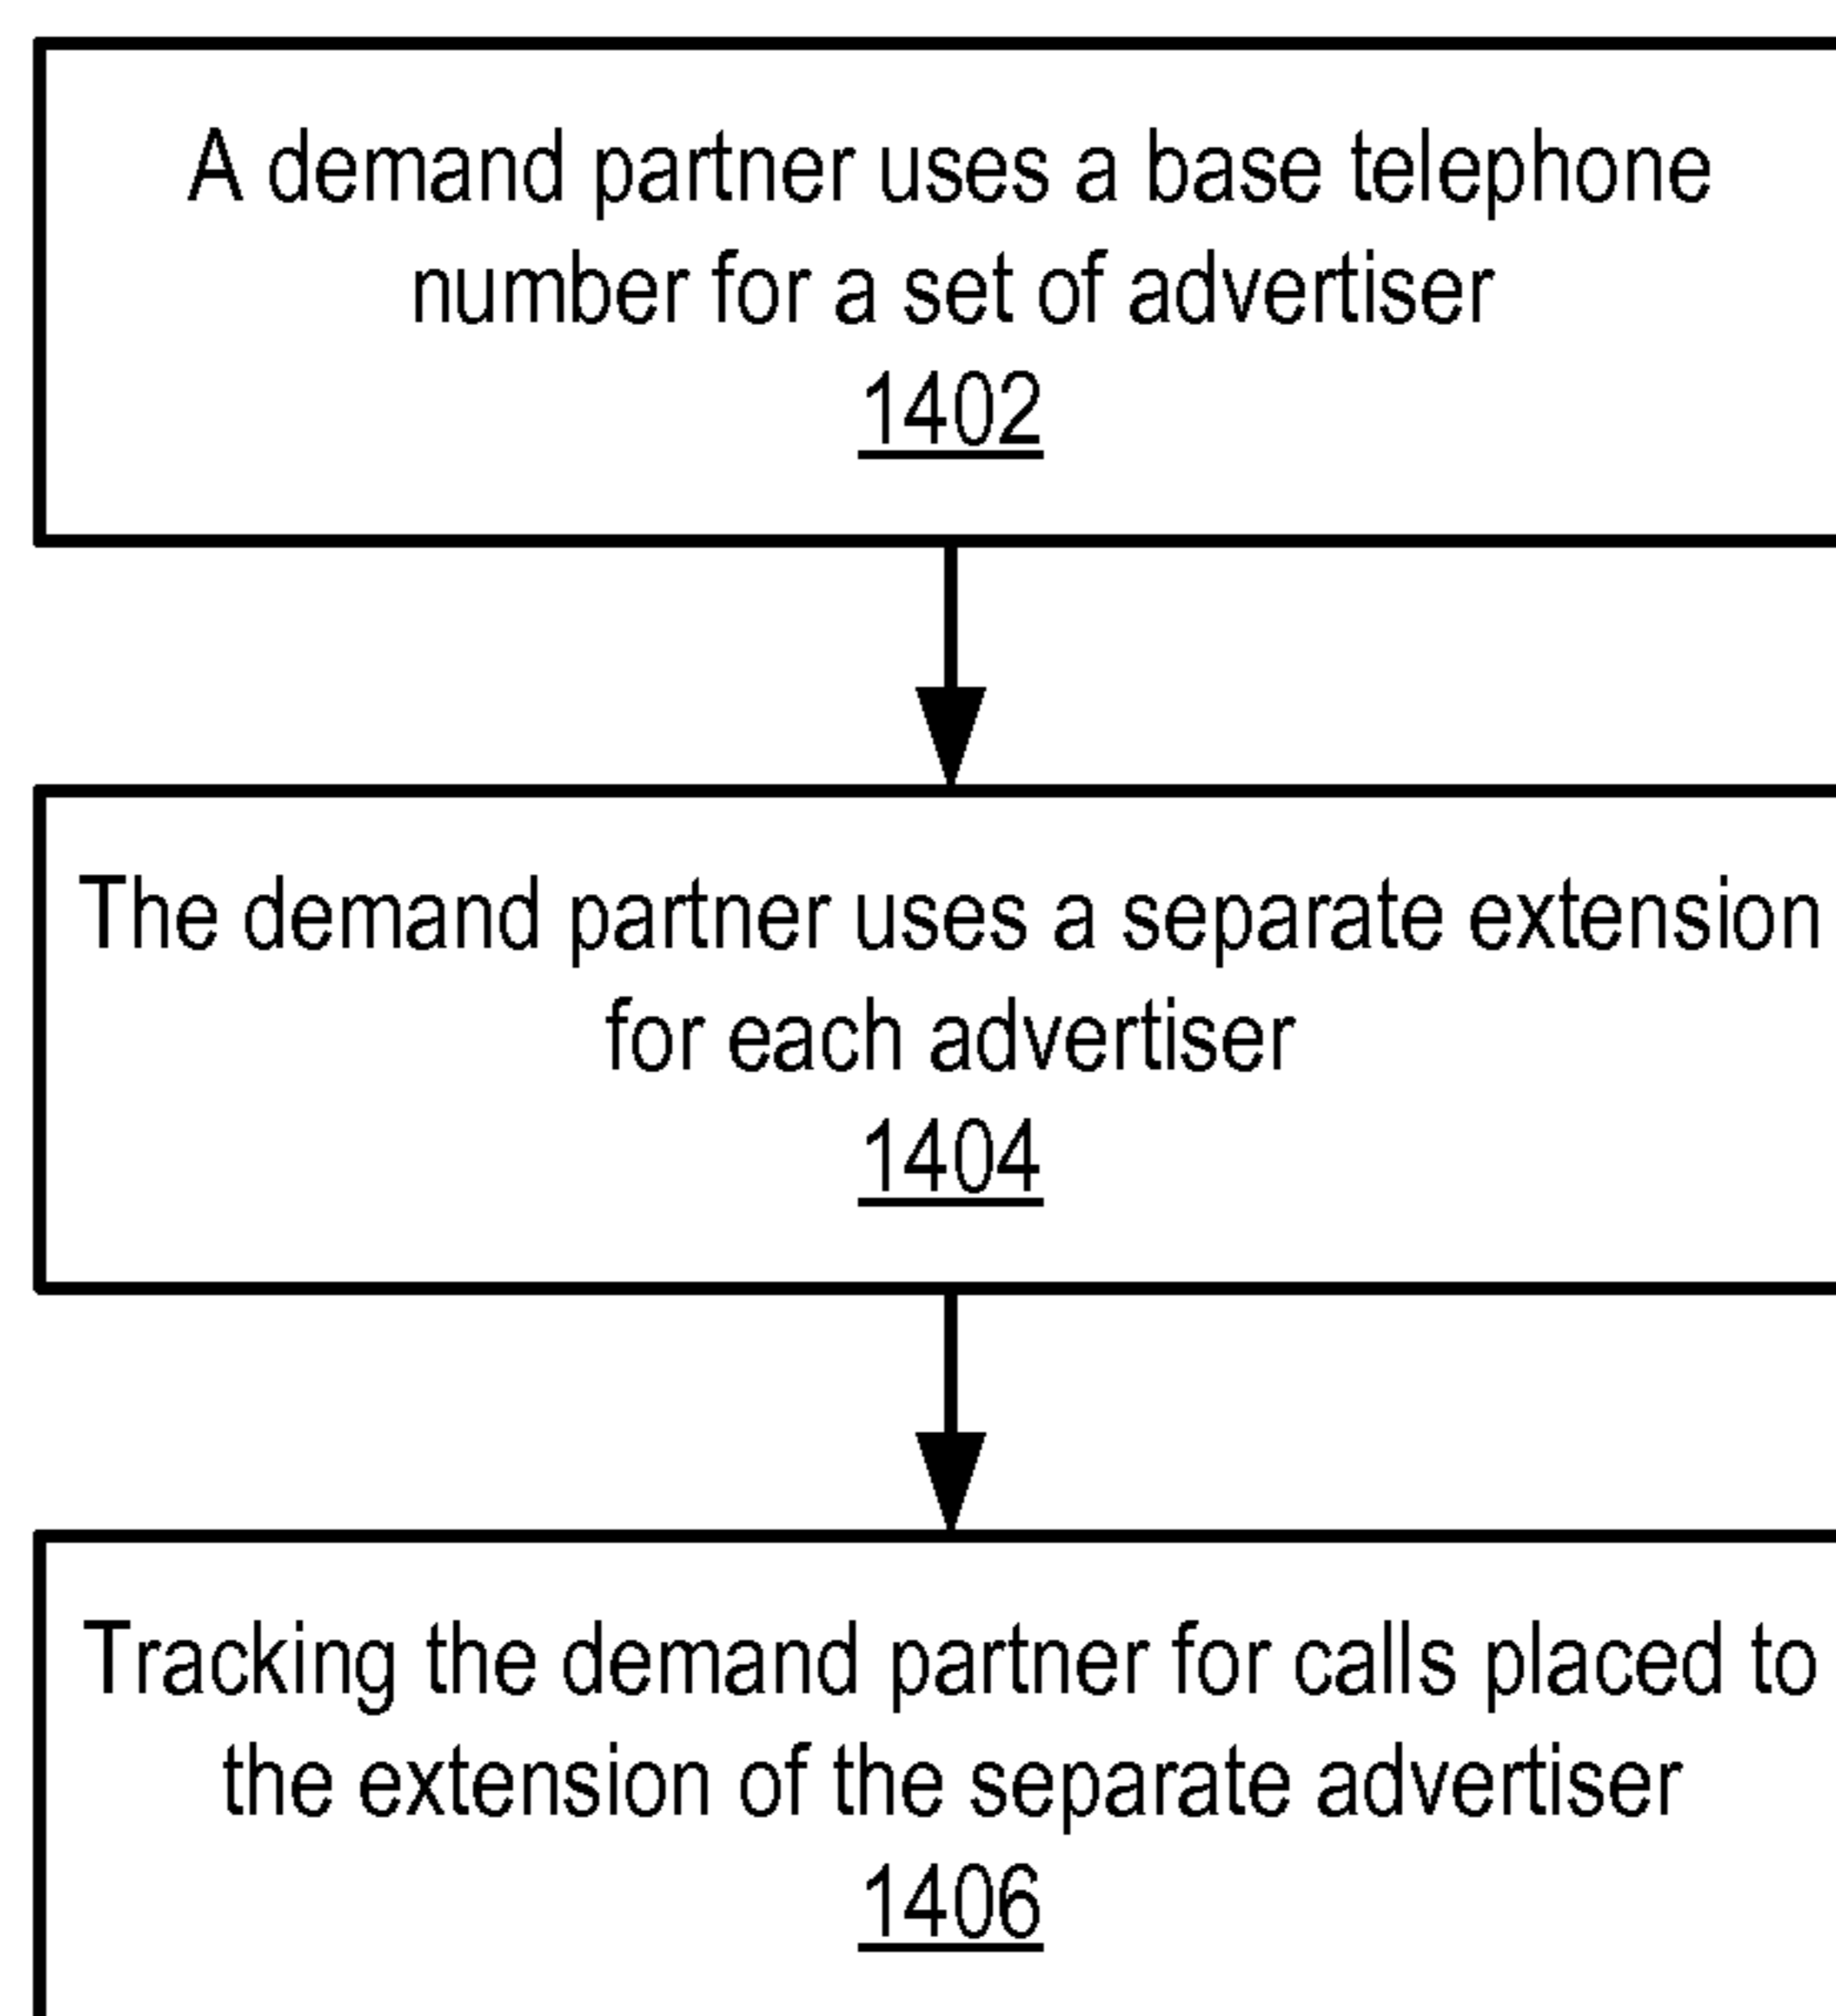 A demand partner uses a base telephone
number for a set of advertiser
1402
The demand partner uses a separate extension
for each advertiser
1404
Tracking the demand partner for calls placed to
the extension of the separate advertiser
1406